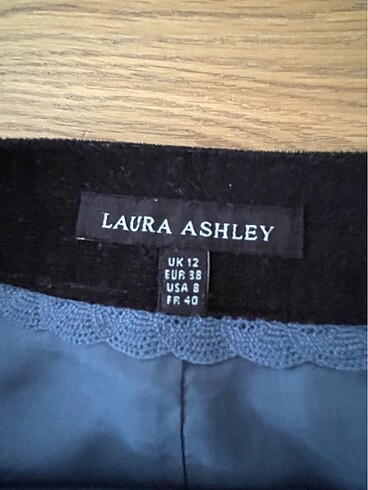 LAURA ASHLEY
UK 12
EUR 38
USA 8
FR 40